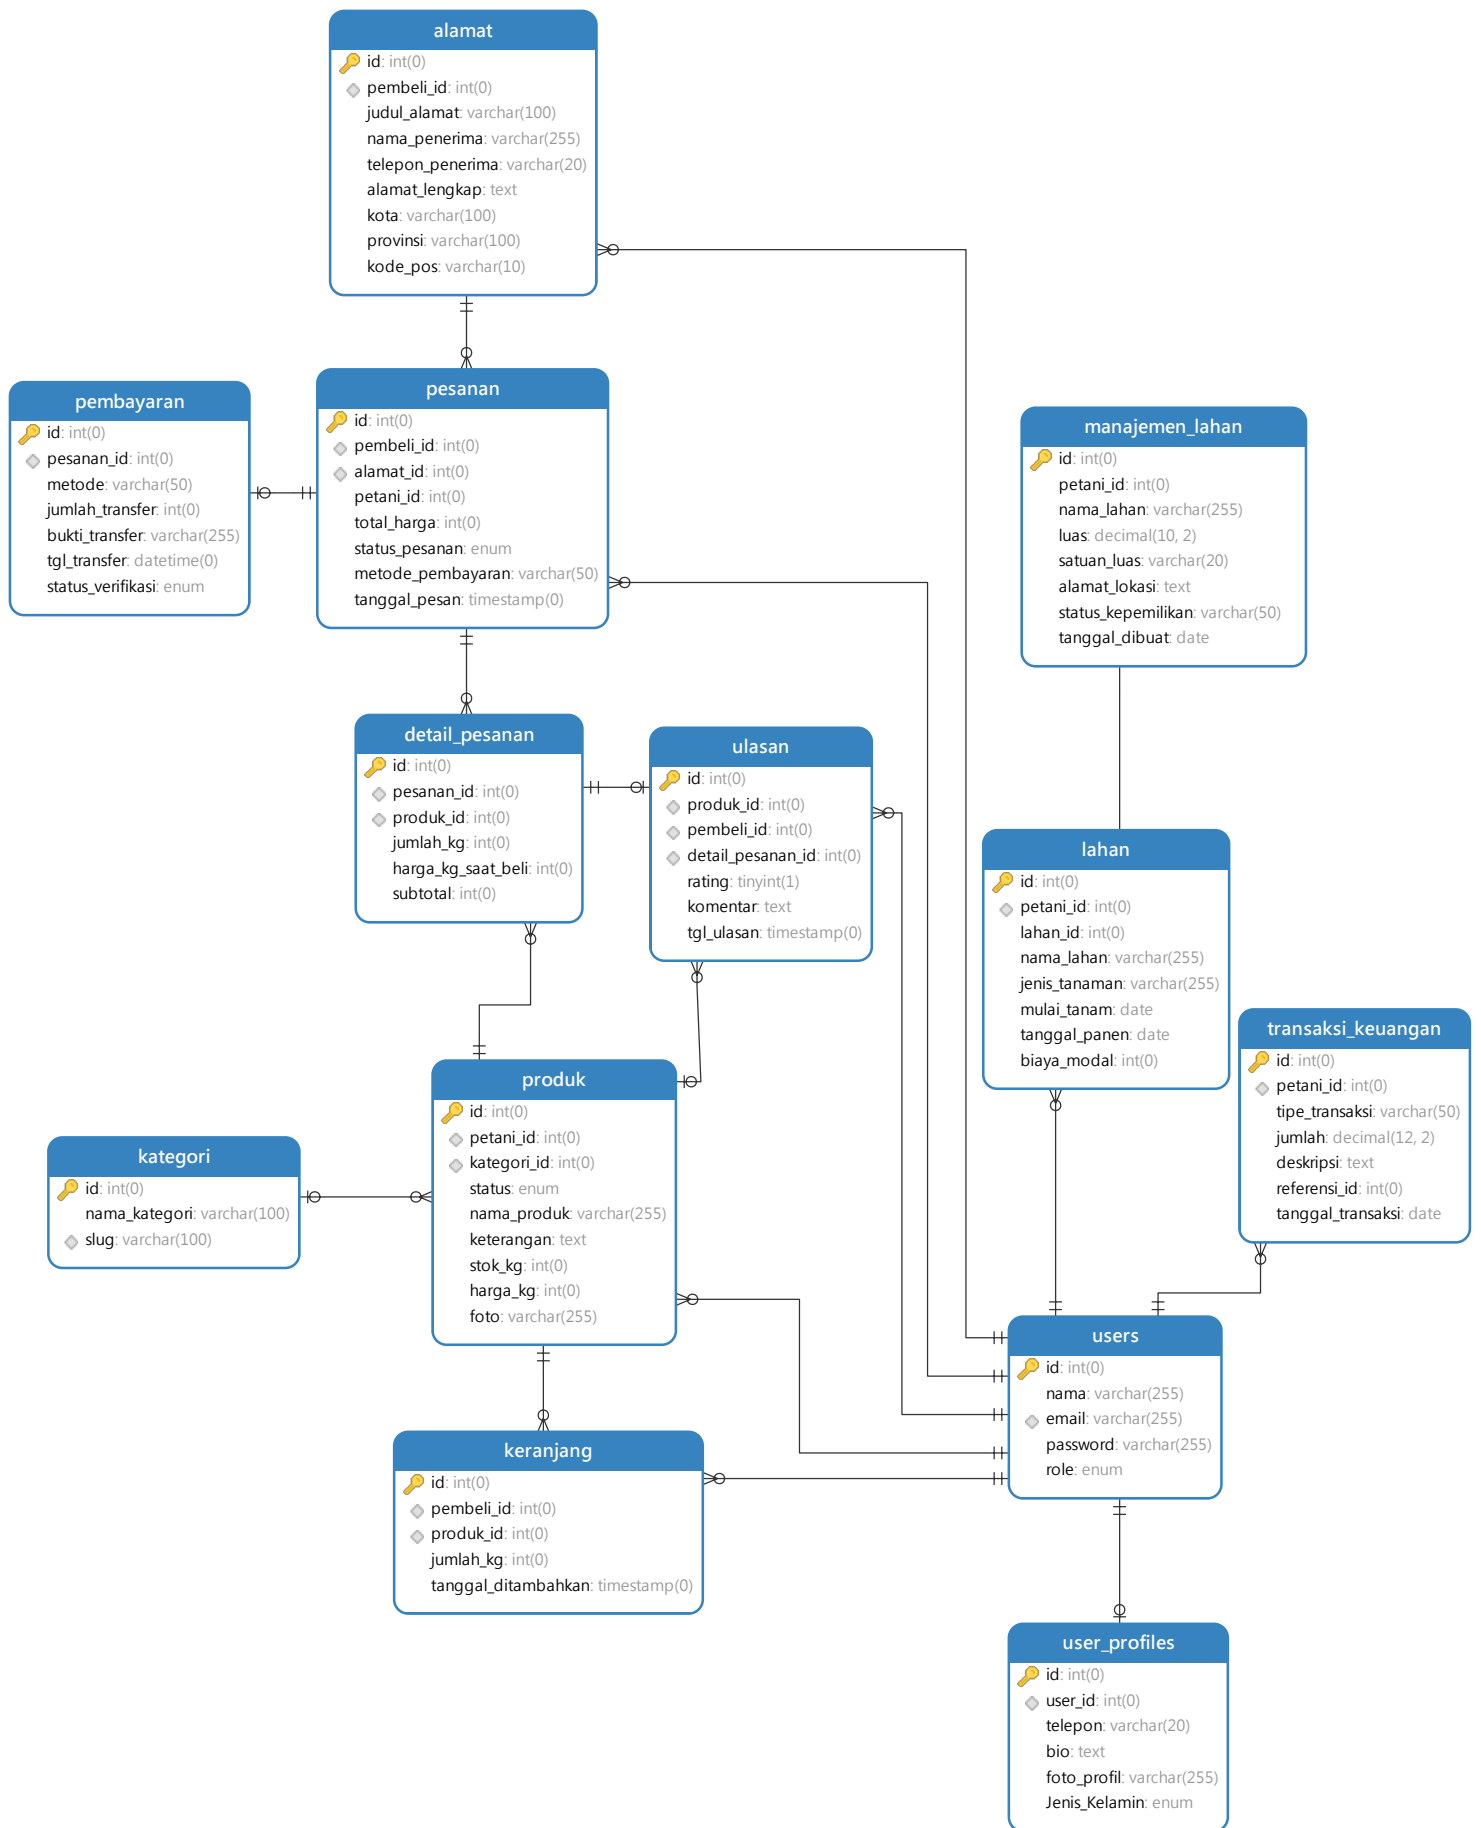 alamat
id: int(0)
pembeli_id: int(0)
judul_alamat: varchar(100)
nama_penerima: varchar(255)
telepon_penerima: varchar(20)
alamat_lengkap: text
kota: varchar(100)
provinsi: varchar(100)
kode_pos: varchar(10)
pembayaran
id: int(0)
pesanan_id: int(0)
metode: varchar(50)
jumlah_transfer: int(0)
bukti_transfer: varchar(255)
tgl_transfer: datetime(0)
status_verifikasi: enum
pesanan
id: int(0)
pembeli_id: int(0)
alamat_id: int(0)
petani_id: int(0)
total_harga: int(0)
status_pesanan: enum
metode_pembayaran: varchar(50)
tanggal_pesan: timestamp(0)
manajemen_lahan
id: int(0)
petani_id: int(0)
nama_lahan: varchar(255)
luas: decimal(10, 2)
satuan_luas: varchar(20)
alamat_lokasi: text
status_kepemilikan: varchar(50)
tanggal_dibuat: date
detail_pesanan
id: int(0)
pesanan_id: int(0)
produk_id: int(0)
jumlah_kg: int(0)
harga_kg_saat_beli: int(0)
subtotal: int(0)
ulasan
id: int(0)
produk_id: int(0)
pembeli_id: int(0)
detail_pesanan_id: int(0)
rating: tinyint(1)
komentar: text
tgl_ulasan: timestamp(0)
lahan
id: int(0)
petani_id: int(0)
lahan_id: int(0)
nama_lahan: varchar(255)
jenis_tanaman: varchar(255)
mulai_tanam: date
tanggal_panen: date
biaya_modal: int(0)
transaksi_keuangan
id: int(0)
petani_id: int(0)
tipe_transaksi: varchar(50)
jumlah: decimal(12, 2)
deskripsi: text
referensi_id: int(0)
tanggal_transaksi: date
produk
id: int(0)
petani_id: int(0)
kategori_id: int(0)
status: enum
nama_produk: varchar(255)
keterangan: text
stok_kg: int(0)
harga_kg: int(0)
foto: varchar(255)
kategori
id: int(0)
nama_kategori: varchar(100)
slug: varchar(100)
users
id: int(0)
nama: varchar(255)
email: varchar(255)
password: varchar(255)
role: enum
keranjang
id: int(0)
pembeli_id: int(0)
produk_id: int(0)
jumlah_kg: int(0)
tanggal_ditambahkan: timestamp(0)
user_profiles
id: int(0)
user_id: int(0)
telepon: varchar(20)
bio: text
foto_profil: varchar(255)
Jenis_Kelamin: enum